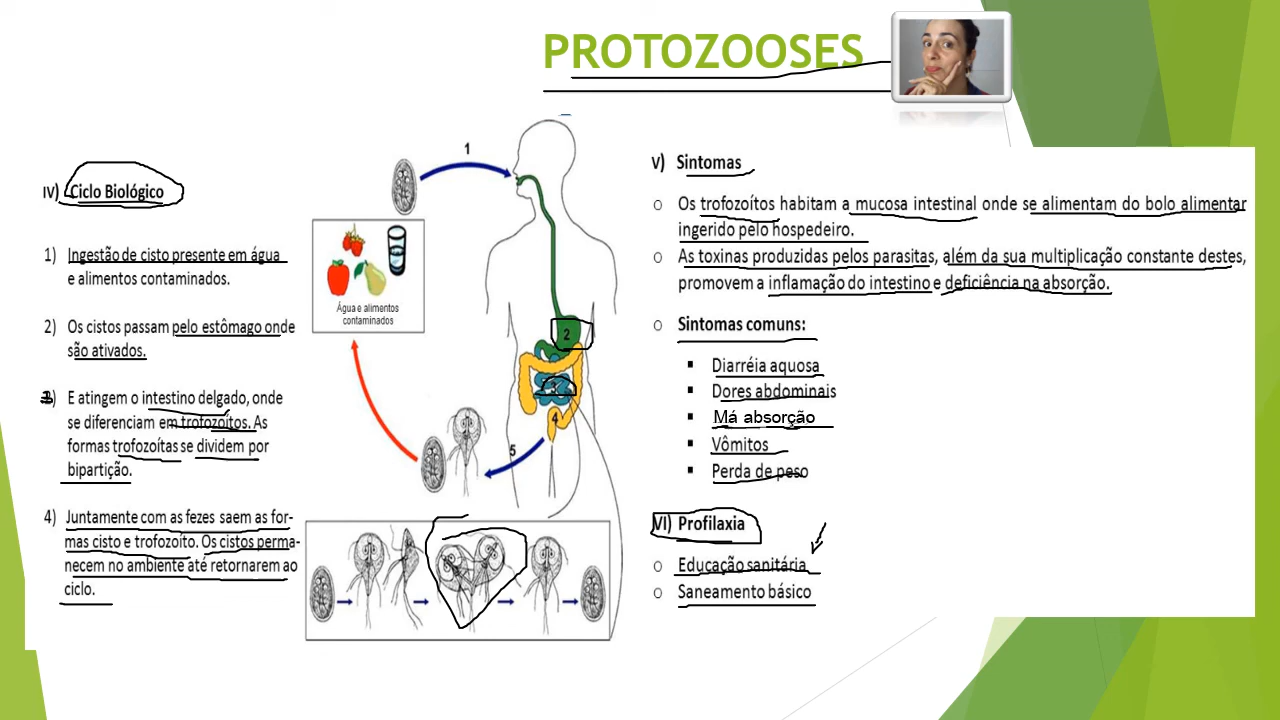 PROTOZOOSES
IV) Ciclo Biológico
1) Ingestão de cisto presente em água
e alimentos contaminados.
2) Os cistos passam pelo estômago onde
são ativados.
3) E atingem o intestino delgado, onde
se diferenciam em trofozoítos. As
formas trofozoítas se dividem por
bipartição.
4) Juntamente com as fezes saem as for-
mas cisto e trofozoíto. Os cistos perma-
necem no ambiente até retornarem ao
ciclo.
1
Água e alimentos
contaminados
2
3
4
5
V) Sintomas
o Os trofozoítos habitam a mucosa intestinal onde se alimentam do bolo alimentar
ingerido pelo hospedeiro.
o As toxinas produzidas pelos parasitas, além da sua multiplicação constante destes,
promovem a inflamação do intestino e deficiência na absorção.
o Sintomas comuns:
▪ Diarréia aquosa
▪ Dores abdominais
▪ Má absorção
▪ Vômitos
▪ Perda de peso
VI) Profilaxia
o Educação sanitária
o Saneamento básico